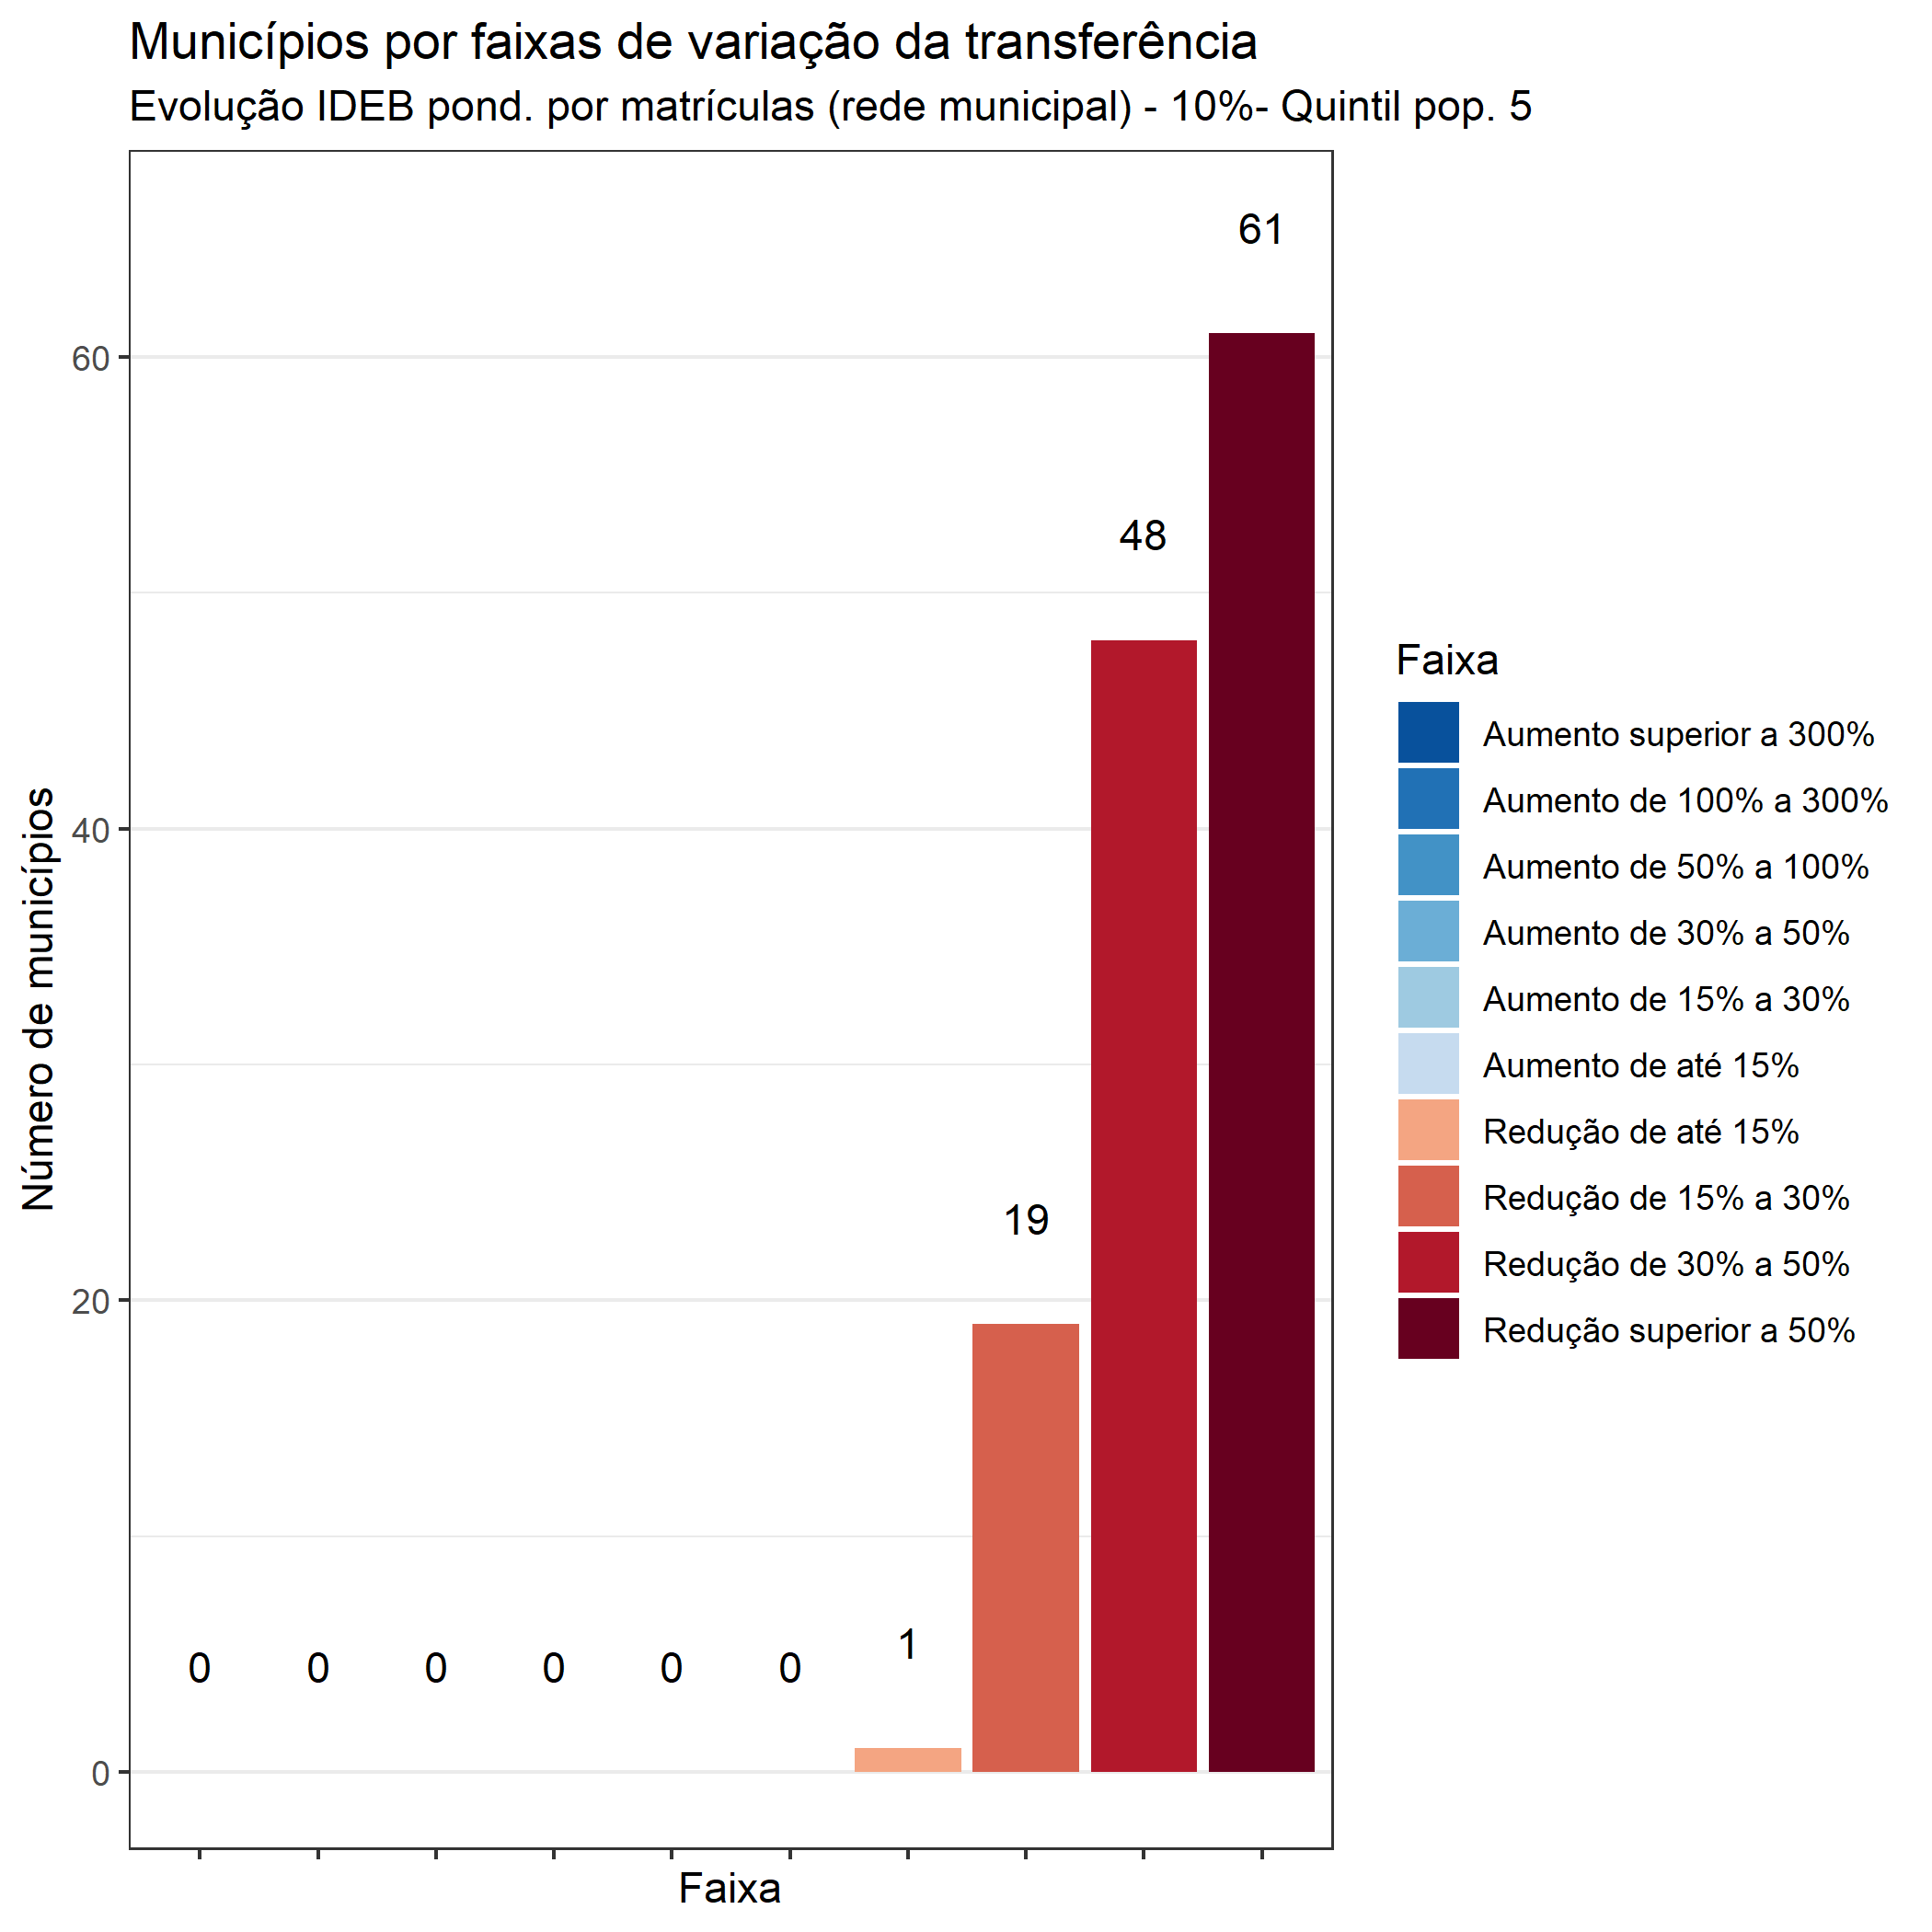 Municípios por faixas de variação da transferência
Evolução IDEB pond. por matrículas (rede municipal) - 10%- Quintil pop. 5
Número de municípios
60
40
20
0
0
0
0
0
0
0
1
19
48
61
Faixa
Faixa
Aumento superior a 300%
Aumento de 100% a 300%
Aumento de 50% a 100%
Aumento de 30% a 50%
Aumento de 15% a 30%
Aumento de até 15%
Redução de até 15%
Redução de 15% a 30%
Redução de 30% a 50%
Redução superior a 50%